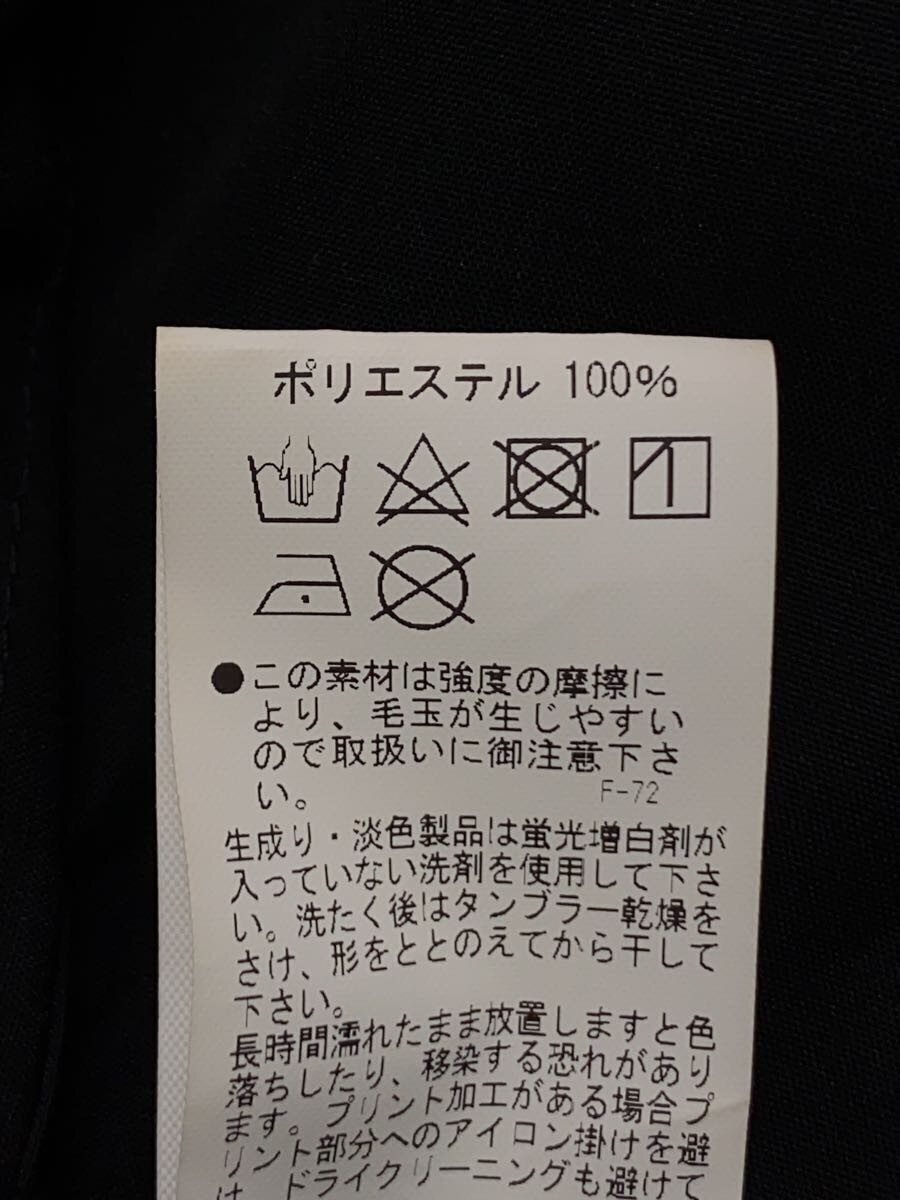 ポリエステル 100%
●この素材は強度の摩擦に
より、毛玉が生じやすい
ので取扱いに御注意下さ
い。 F-72
生成り・淡色製品は蛍光増白剤が
入っていない洗剤を使用して下さ
い。洗たく後はタンブラー乾燥を
さけ、形をととのえてから干して
下さい。
長時間濡れたまま放置しますと色
落ちしたり、移染する恐れがあり
ます。プリント加工がある場合プ
リント部分へのアイロン掛けを避
け、ドライクリーニングも避けて